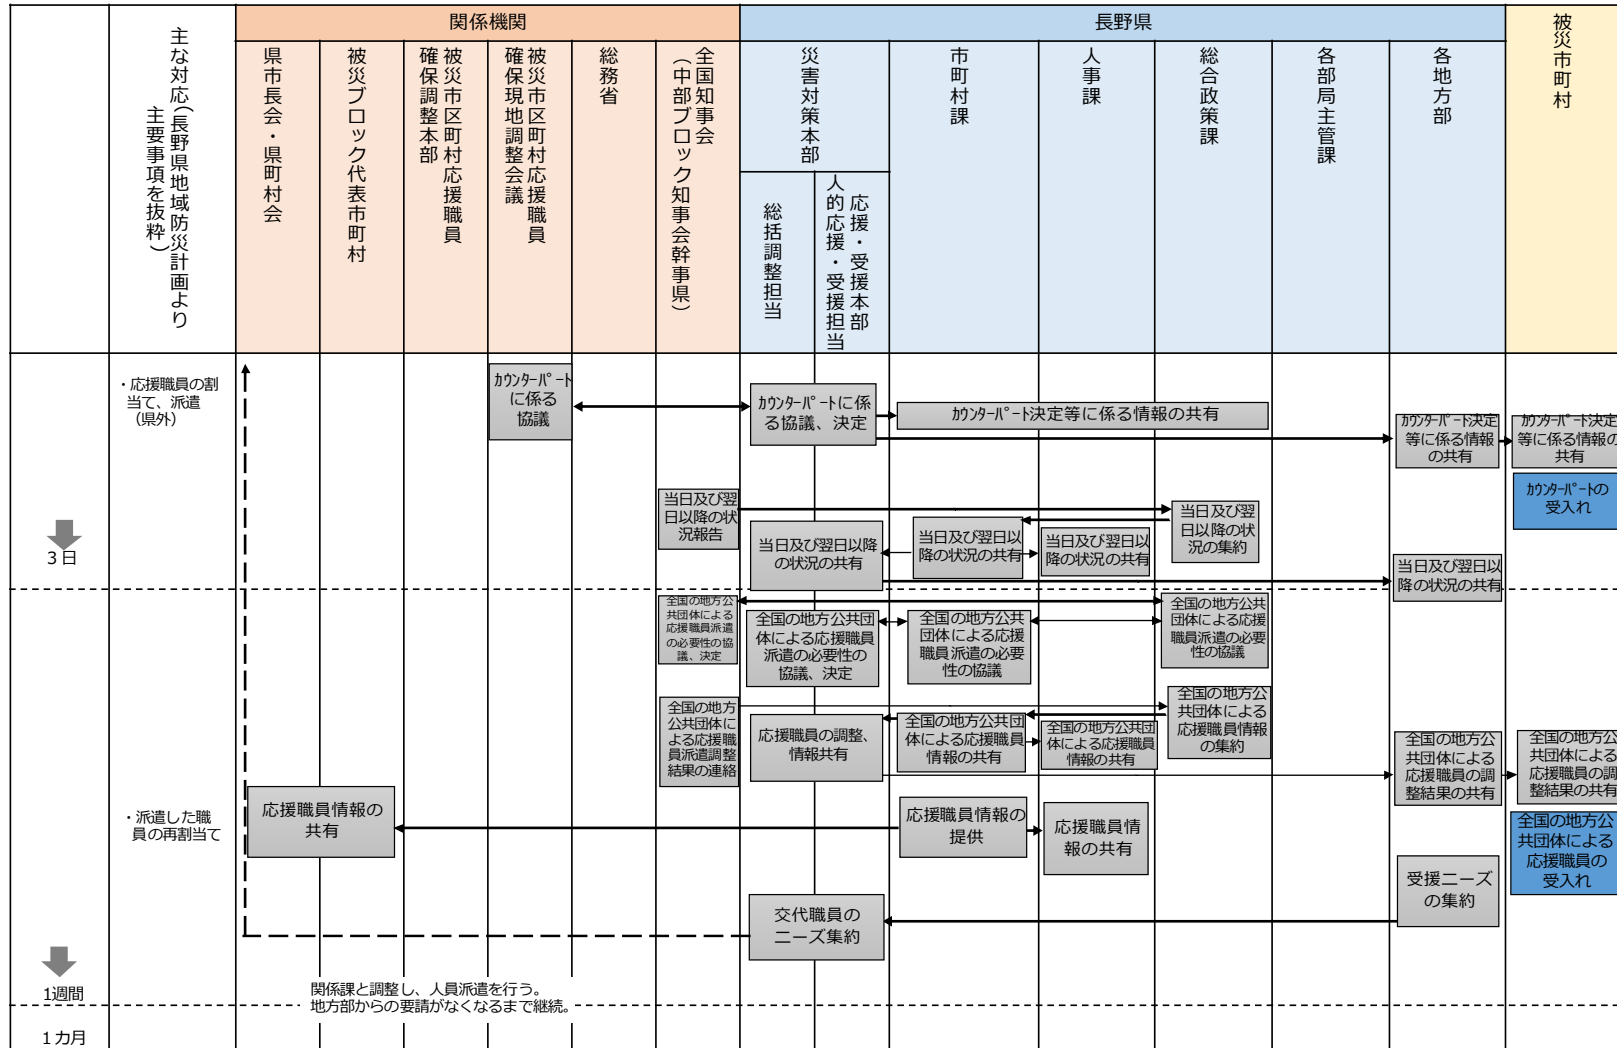 関係機関
長野県
被災市町村
主な対応（長野県地域防災計画より
主要事項を抜粋）
県市長会・県町村会
被災ブロック代表市町村
被災市区町村応援職員
確保調整本部
被災市区町村応援職員
確保現地調整会議
総務省
全国知事会
（中部ブロック知事会幹事県）
災害対策本部
総括調整担当
応援・受援本部
人的応援・受援担当
市町村課
人事課
総合政策課
各部局主管課
各地方部
・応援職員の割
当て、派遣
（県外）
ｶｳﾝﾀｰﾊﾟｰﾄ
に係る
協議
ｶｳﾝﾀｰﾊﾟｰﾄに係
る協議、決定
ｶｳﾝﾀｰﾊﾟｰﾄ決定等に係る情報の共有
ｶｳﾝﾀｰﾊﾟｰﾄ決定
等に係る情報
の共有
ｶｳﾝﾀｰﾊﾟｰﾄ決定
等に係る情報の
共有
ｶｳﾝﾀｰﾊﾟｰﾄの
受入れ
当日及び翌
日以降の状
況報告
当日及び翌日以降
の状況の共有
当日及び翌日以
降の状況の共有
当日及び翌日以
降の状況の共有
当日及び翌
日以降の状
況の集約
当日及び翌日以
降の状況の共有
3日
全国の地方公
共団体による
応援職員派遣
の必要性の協
議、決定
全国の地方公共団
体による応援職員
派遣の必要性の
協議、決定
全国の地方公共
団体による応援
職員派遣の必要
性の協議
全国の地方公共
団体による応援
職員派遣の必要
性の協議
全国の地方
公共団体に
よる応援職
員派遣調整
結果の連絡
応援職員の調整、
情報共有
全国の地方公共団
体による応援職員
情報の共有
全国の地方公共団
体による応援職員
情報の共有
全国の地方公
共団体による
応援職員情報
の集約
全国の地方公
共団体による
応援職員の調
整結果の共有
全国の地方公
共団体による
応援職員の調
整結果の共有
・派遣した職
員の再割当て
応援職員情報の
共有
応援職員情報の
提供
応援職員情
報の共有
全国の地方公
共団体による
応援職員の
受入れ
受援ニーズ
の集約
交代職員の
ニーズ集約
1週間
関係課と調整し、人員派遣を行う。
地方部からの要請がなくなるまで継続。
1カ月